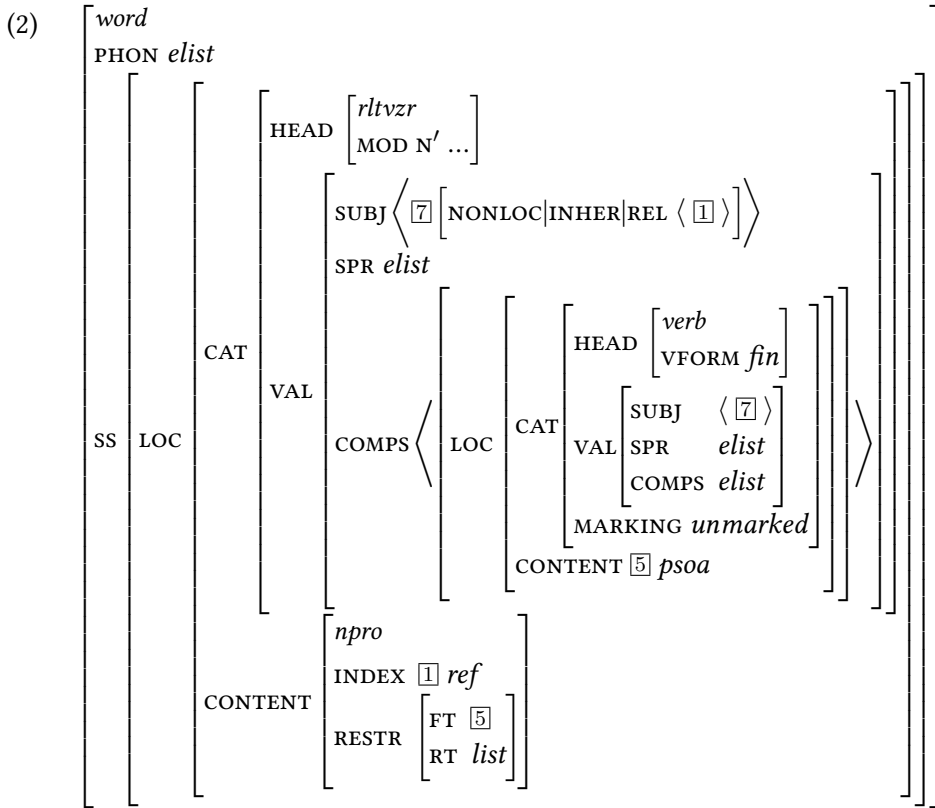 (2)
word
PHON elist
SS LOC CAT HEAD rltvzr
MOD N′ ...
VAL SUBJ ⟨ 7 [NONLOC|INHER|REL ⟨ 1 ⟩] ⟩
SPR elist
COMPS ⟨ LOC CAT HEAD verb
VFORM fin
VAL SUBJ ⟨ 7 ⟩
SPR elist
COMPS elist
MARKING unmarked
CONTENT 5 psoa ⟩
CONTENT npro
INDEX 1 ref
RESTR FT 5
RT list